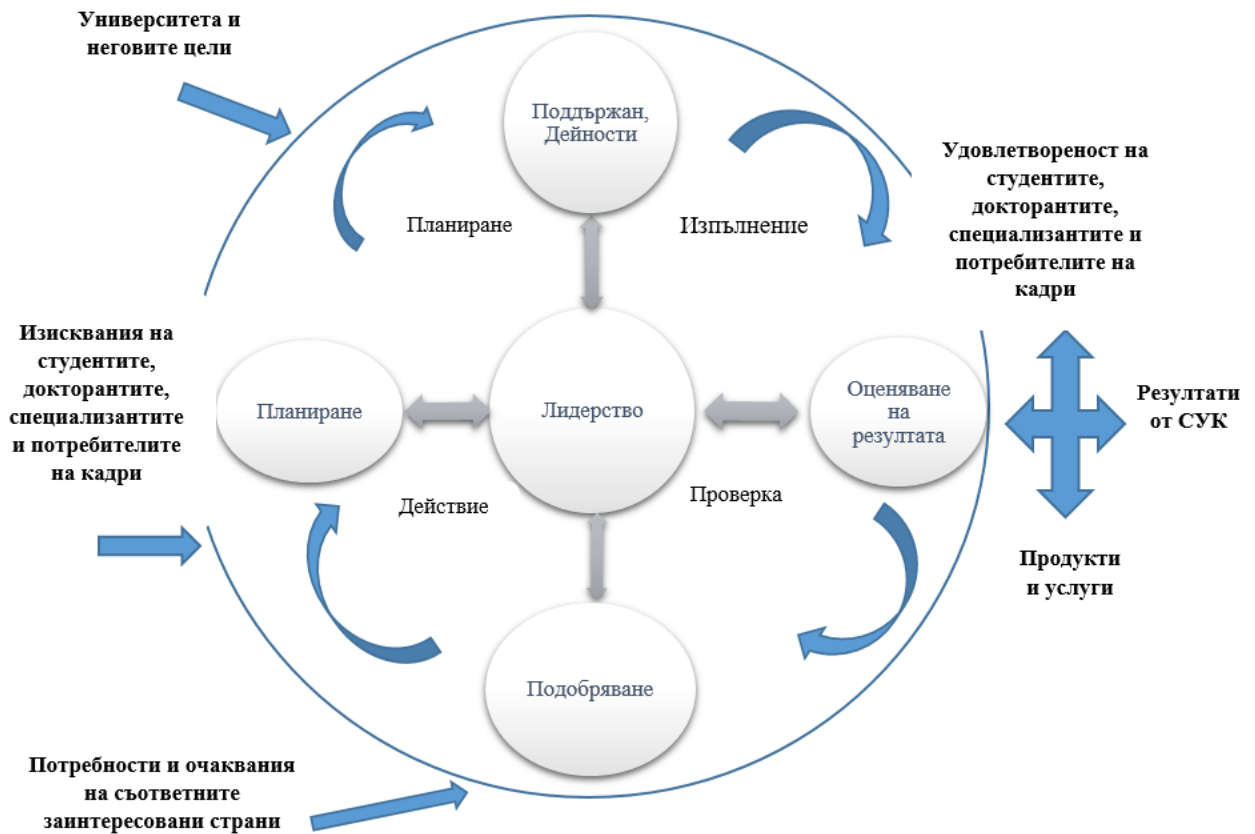 Университета и
неговите цели
Поддържан,
Дейности
Удовлетвореност на
студентите,
докторантите,
специализантите и
потребителите на
кадри
Планиране
Изпълнение
Изисквания на
студентите,
докторантите,
специализантите
и потребителите
на кадри
Планиране
Лидерство
Оценяване
на
резултата
Резултати
от СУК
Действие
Проверка
Продукти
и услуги
Подобряване
Потребности и очаквания
на съответните
заинтересовани страни